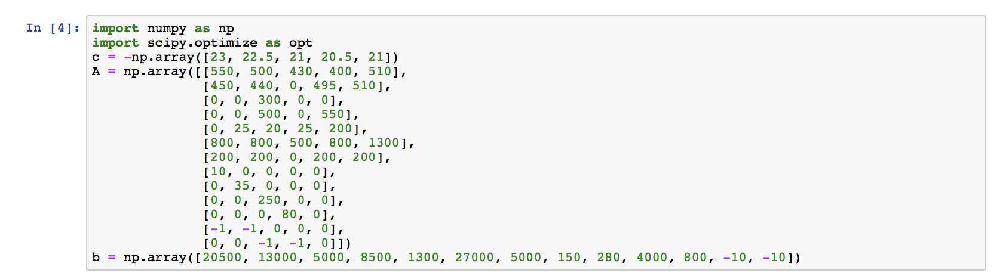 In [4]: import numpy as np
import scipy.optimize as opt
c = -np.array([23, 22.5, 21, 20.5, 21])
A = np.array([[550, 500, 430, 400, 510],
              [450, 440, 0, 495, 510],
              [0, 0, 300, 0, 0],
              [0, 0, 500, 0, 550],
              [0, 25, 20, 25, 200],
              [800, 800, 500, 800, 1300],
              [200, 200, 0, 200, 200],
              [10, 0, 0, 0, 0],
              [0, 35, 0, 0, 0],
              [0, 0, 250, 0, 0],
              [0, 0, 0, 80, 0],
              [-1, -1, 0, 0, 0],
              [0, 0, -1, -1, 0]])
b = np.array([20500, 13000, 5000, 8500, 1300, 27000, 5000, 150, 280, 4000, 800, -10, -10])